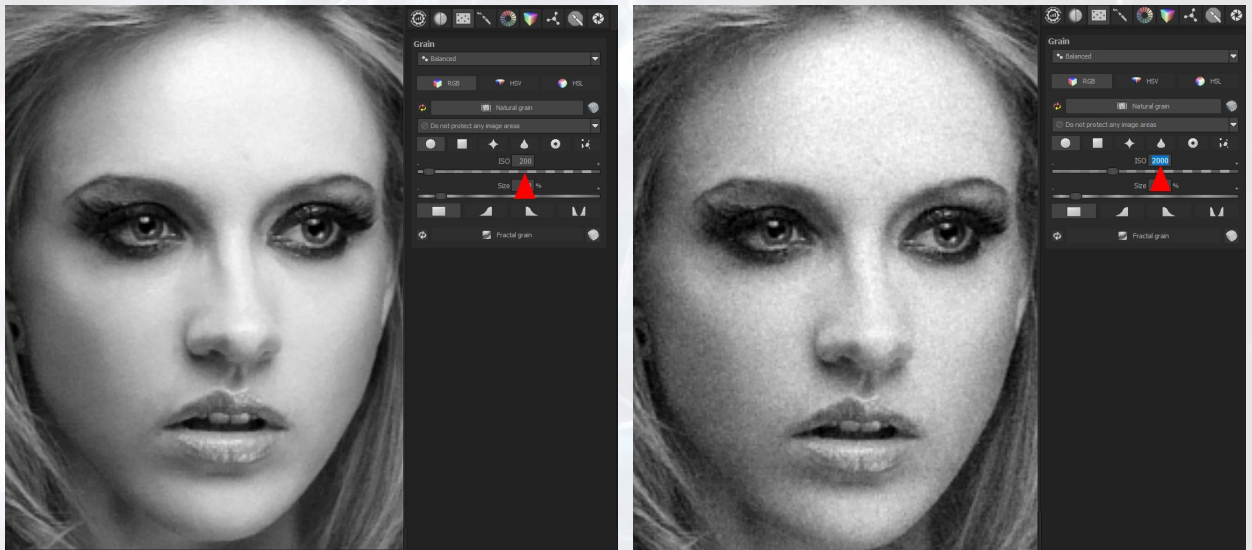 Grain
Balanced
RGB HSV HSL
Natural grain
Do not protect any image areas
ISO 200
Size %
Fractal grain
Grain
Balanced
RGB HSV HSL
Natural grain
Do not protect any image areas
ISO 2000
Size %
Fractal grain